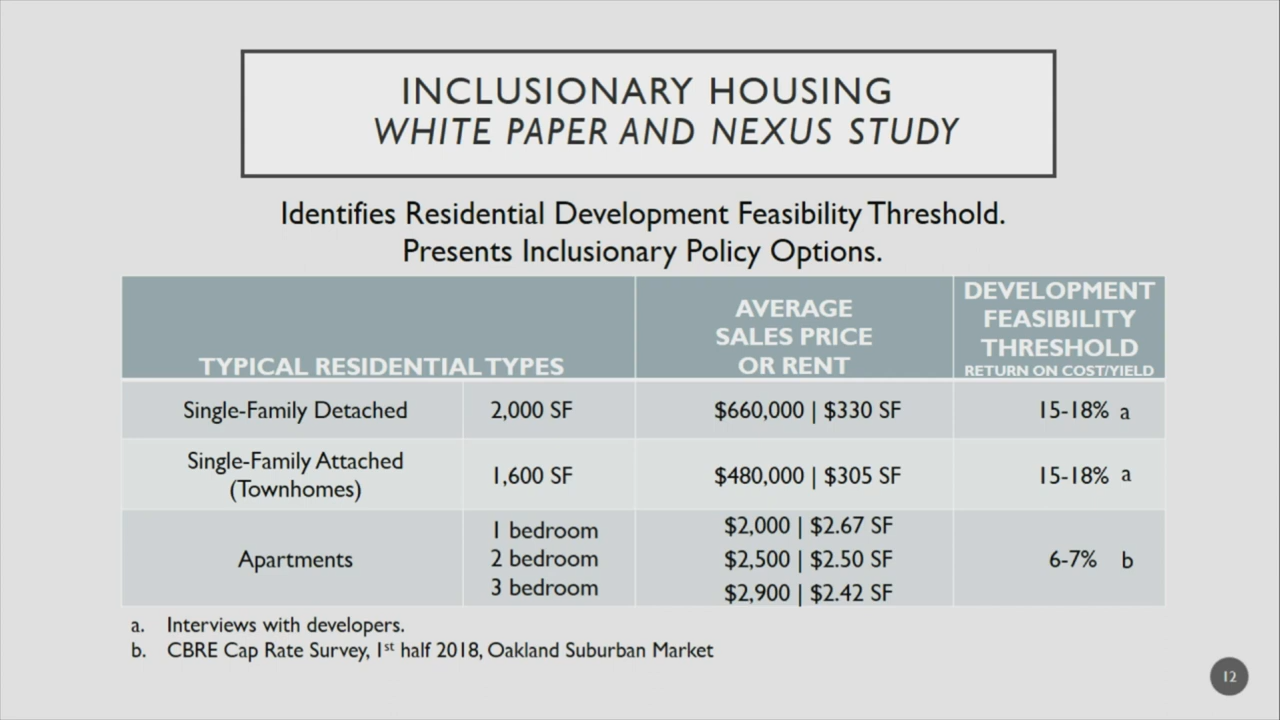 INCLUSIONARY HOUSING
WHITE PAPER AND NEXUS STUDY
Identifies Residential Development Feasibility Threshold.
Presents Inclusionary Policy Options.
TYPICAL RESIDENTIAL TYPES
AVERAGE
SALES PRICE
OR RENT
DEVELOPMENT
FEASIBILITY
THRESHOLD
RETURN ON COST/YIELD
Single-Family Detached
2,000 SF
$660,000 | $330 SF
15-18% a
Single-Family Attached
(Townhomes)
1,600 SF
$480,000 | $305 SF
15-18% a
Apartments
1 bedroom
2 bedroom
3 bedroom
$2,000 | $2.67 SF
$2,500 | $2.50 SF
$2,900 | $2.42 SF
6-7% b
a. Interviews with developers.
b. CBRE Cap Rate Survey, 1st half 2018, Oakland Suburban Market
12